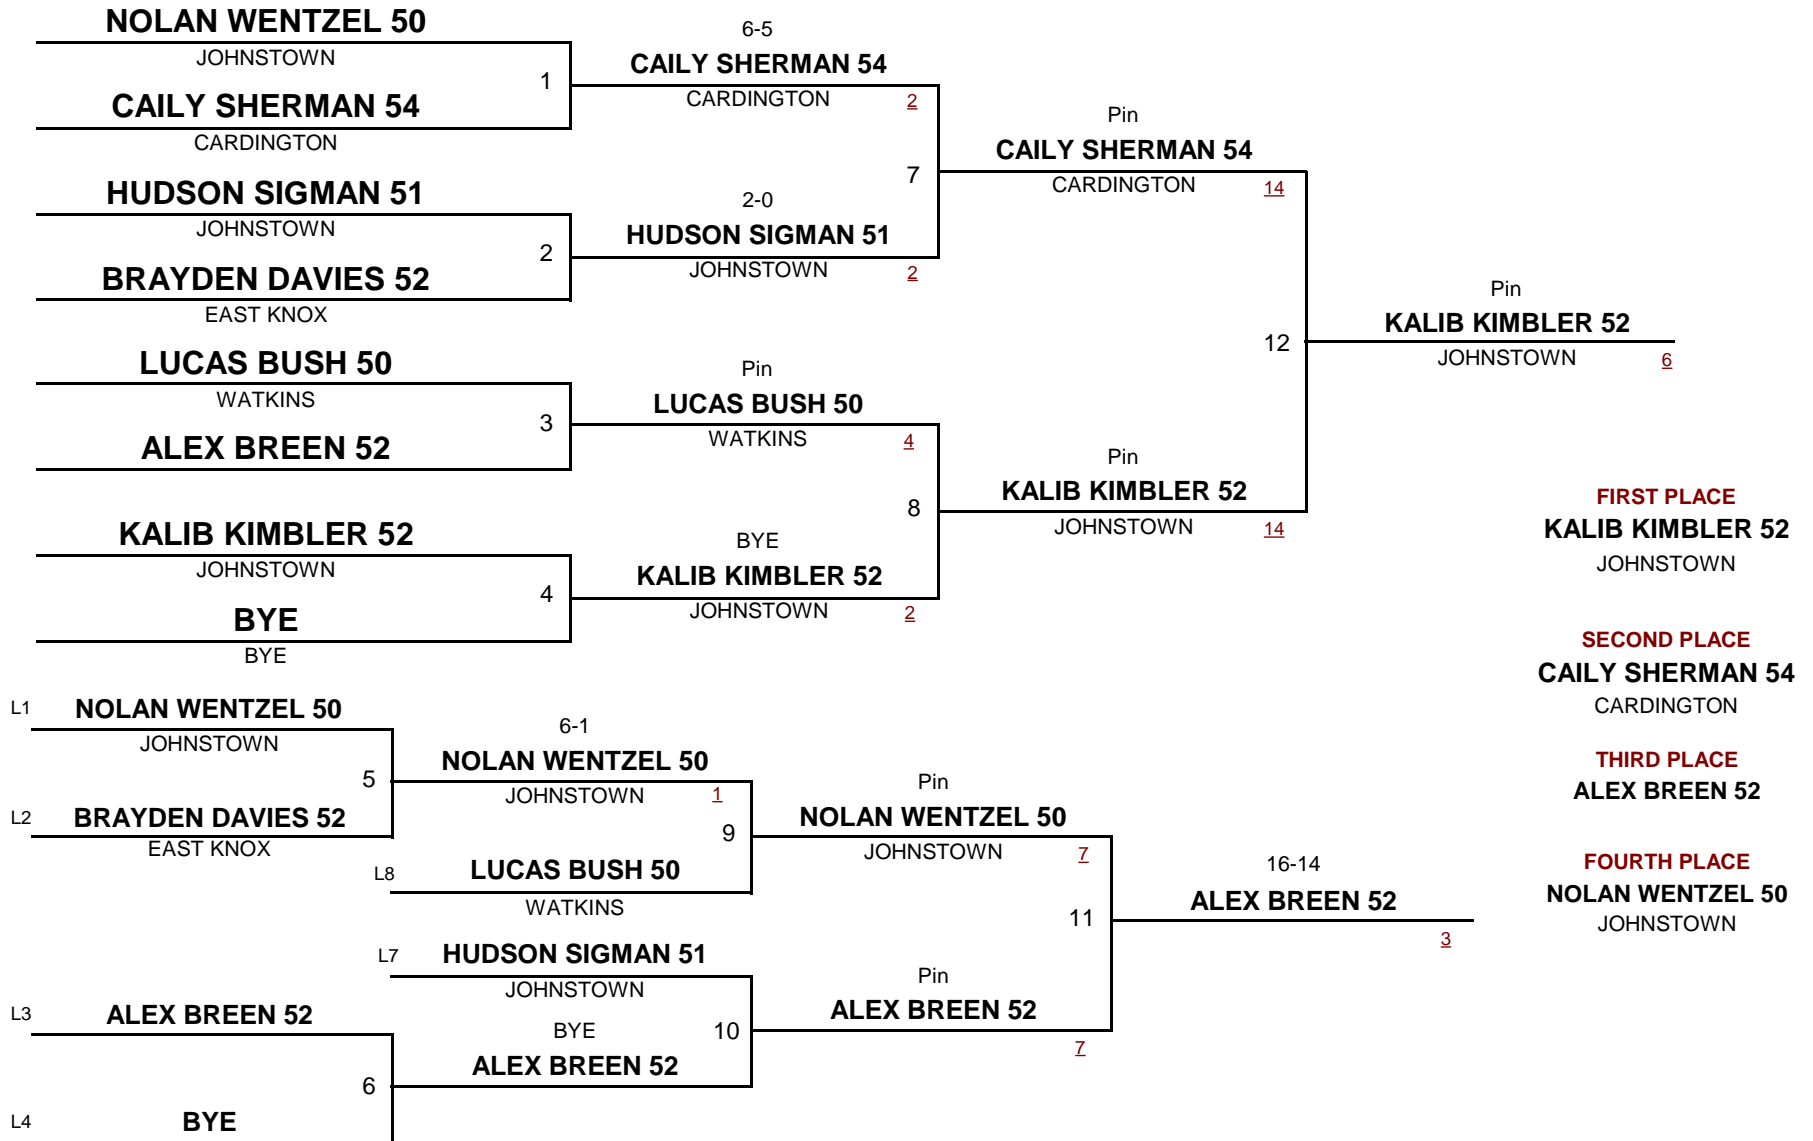 NOLAN WENTZEL 50
JOHNSTOWN
1
CAILY SHERMAN 54
CARDINGTON
HUDSON SIGMAN 51
JOHNSTOWN
2
BRAYDEN DAVIES 52
EAST KNOX
LUCAS BUSH 50
WATKINS
3
ALEX BREEN 52
KALIB KIMBLER 52
JOHNSTOWN
4
BYE
BYE
6-5
CAILY SHERMAN 54
CARDINGTON
2
7
2-0
HUDSON SIGMAN 51
JOHNSTOWN
2
Pin
LUCAS BUSH 50
WATKINS
4
8
BYE
KALIB KIMBLER 52
JOHNSTOWN
2
Pin
CAILY SHERMAN 54
CARDINGTON
14
12
Pin
KALIB KIMBLER 52
JOHNSTOWN
14
Pin
KALIB KIMBLER 52
JOHNSTOWN
6
L1
NOLAN WENTZEL 50
JOHNSTOWN
5
L2
BRAYDEN DAVIES 52
EAST KNOX
L3
ALEX BREEN 52
6
L4
BYE
6-1
NOLAN WENTZEL 50
JOHNSTOWN
1
9
L8
LUCAS BUSH 50
WATKINS
L7
HUDSON SIGMAN 51
JOHNSTOWN
10
BYE
ALEX BREEN 52
Pin
NOLAN WENTZEL 50
JOHNSTOWN
7
11
Pin
ALEX BREEN 52
7
16-14
ALEX BREEN 52
3
FIRST PLACE
KALIB KIMBLER 52
JOHNSTOWN
SECOND PLACE
CAILY SHERMAN 54
CARDINGTON
THIRD PLACE
ALEX BREEN 52
FOURTH PLACE
NOLAN WENTZEL 50
JOHNSTOWN